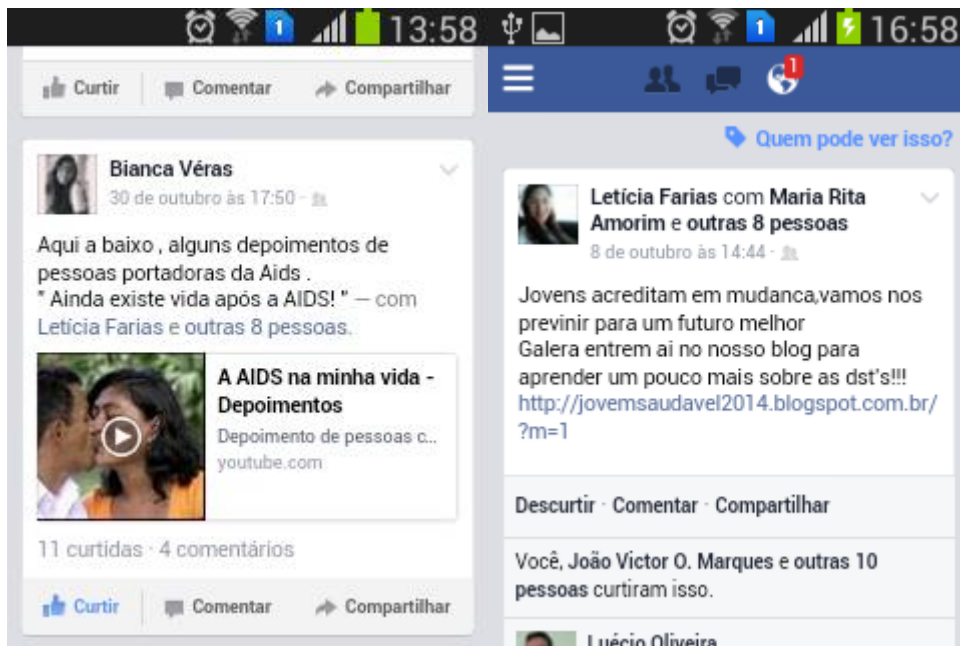 1 13:58
Curtir Comentar Compartilhar
Bianca Véras
30 de outubro às 17:50 ·
Aqui a baixo , alguns depoimentos de
pessoas portadoras da Aids .
" Ainda existe vida após a AIDS! " — com
Letícia Farias e outras 8 pessoas.
A AIDS na minha vida -
Depoimentos
Depoimento de pessoas c...
youtube.com
11 curtidas · 4 comentários
Curtir Comentar Compartilhar
1 16:58
1
Quem pode ver isso?
Letícia Farias com Maria Rita
Amorim e outras 8 pessoas
8 de outubro às 14:44 ·
Jovens acreditam em mudanca,vamos nos
previnir para um futuro melhor
Galera entrem ai no nosso blog para
aprender um pouco mais sobre as dst's!!!
http://jovemsaudavel2014.blogspot.com.br/
?m=1
Descurtir · Comentar · Compartilhar
Você, João Victor O. Marques e outras 10
pessoas curtiram isso.
Luécio Oliveira